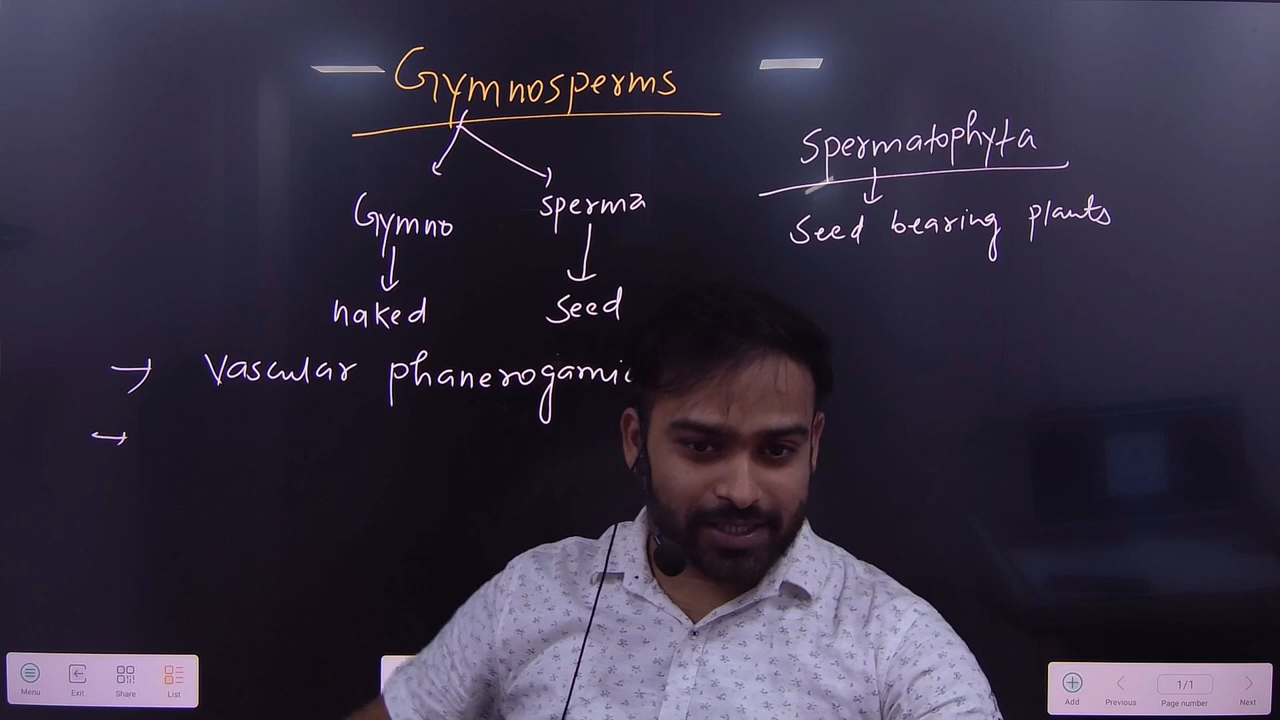 Gymnosperms
Spermatophyta
Gymno sperma
Seed bearing plants
naked Seed
Vascular phanerogamic
Menu Exit Share List
Add Previous 1/1 Page number Next